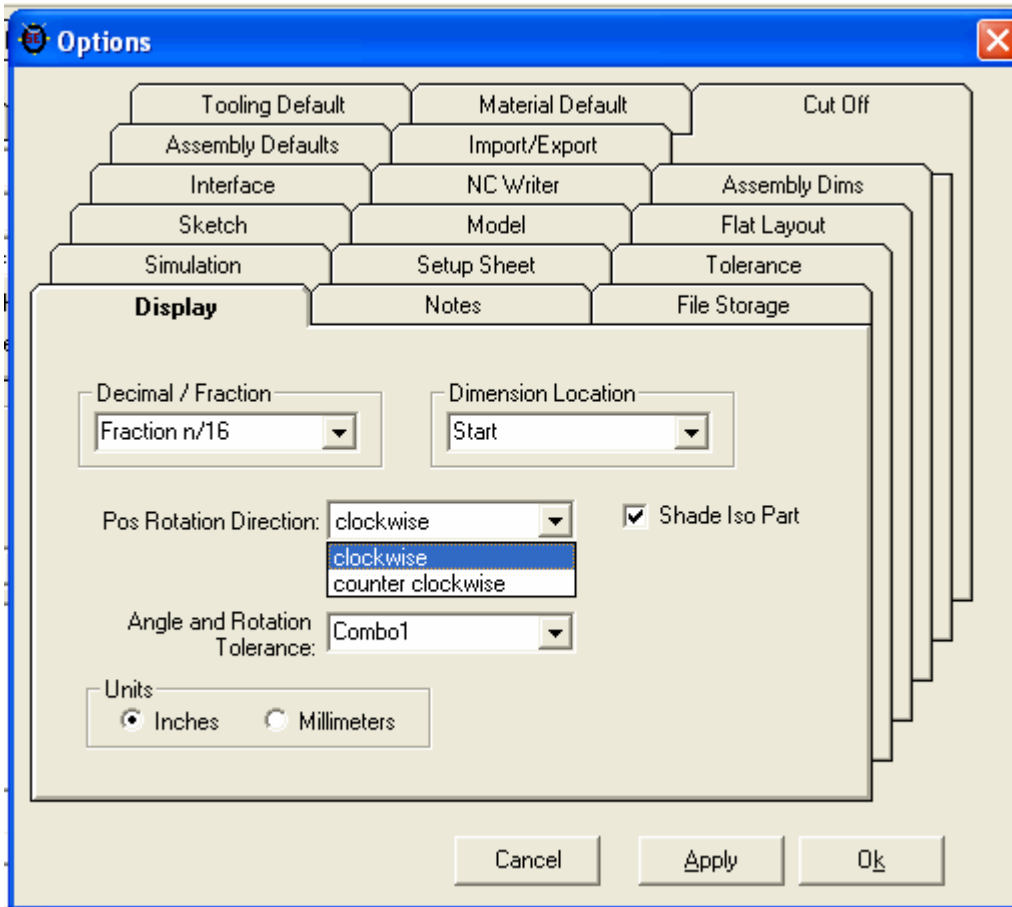 Options
Tooling Default
Material Default
Cut Off
Assembly Defaults
Import/Export
Interface
NC Writer
Assembly Dims
Sketch
Model
Flat Layout
Simulation
Setup Sheet
Tolerance
Display
Notes
File Storage
Decimal / Fraction
Dimension Location
Fraction n/16
Start
Pos Rotation Direction:
clockwise
Shade Iso Part
clockwise
counter clockwise
Angle and Rotation
Tolerance:
Combo1
Units
Inches
Millimeters
Cancel
Apply
Ok